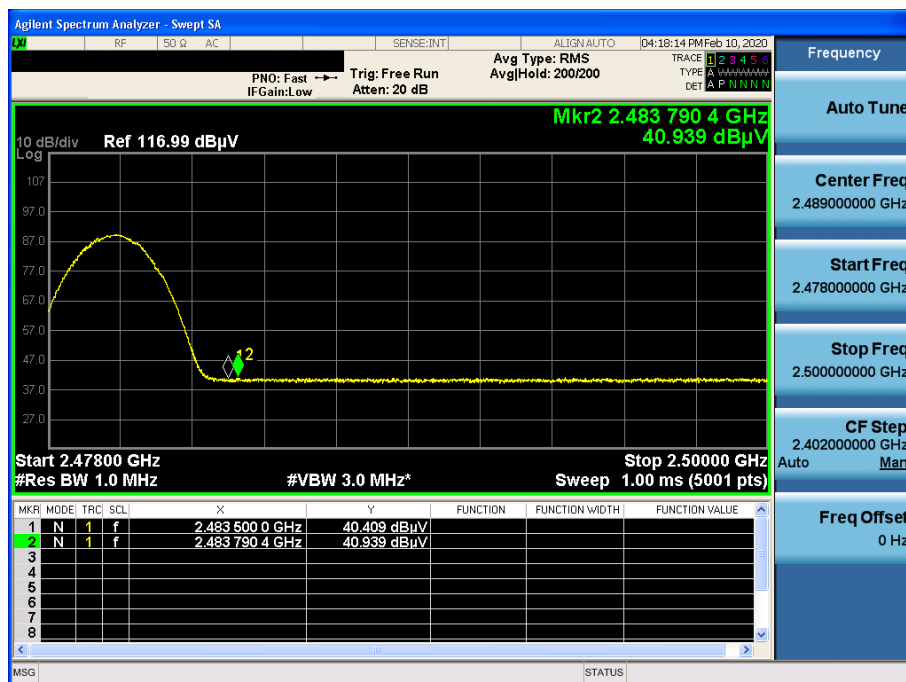 Agilent Spectrum Analyzer - Swept SA
LXI RF 50 Ω AC SENSE:INT ALIGNAUTO 04:18:14 PM Feb 10, 2020
Frequency
PNO: Fast
IFGain:Low
Trig: Free Run
Atten: 20 dB
Avg Type: RMS
Avg|Hold: 200/200
TRACE 1 2 3 4 5 6
TYPE A WWWWW
DET A P N N N N
Auto Tune
Mkr2 2.483 790 4 GHz
40.939 dBµV
10 dB/div
Log
Ref 116.99 dBµV
107
97.0
87.0
77.0
67.0
57.0
47.0
37.0
27.0
1 2
Start 2.47800 GHz
Stop 2.50000 GHz
#Res BW 1.0 MHz
#VBW 3.0 MHz*
Sweep 1.00 ms (5001 pts)
Center Freq
2.489000000 GHz
Start Freq
2.478000000 GHz
Stop Freq
2.500000000 GHz
CF Step
2.402000000 GHz
Auto Man
Freq Offset
0 Hz
MKR MODE TRC SCL X Y FUNCTION FUNCTION WIDTH FUNCTION VALUE
1 N 1 f 2.483 500 0 GHz 40.409 dBµV
2 N 1 f 2.483 790 4 GHz 40.939 dBµV
3
4
5
6
7
8
MSG STATUS